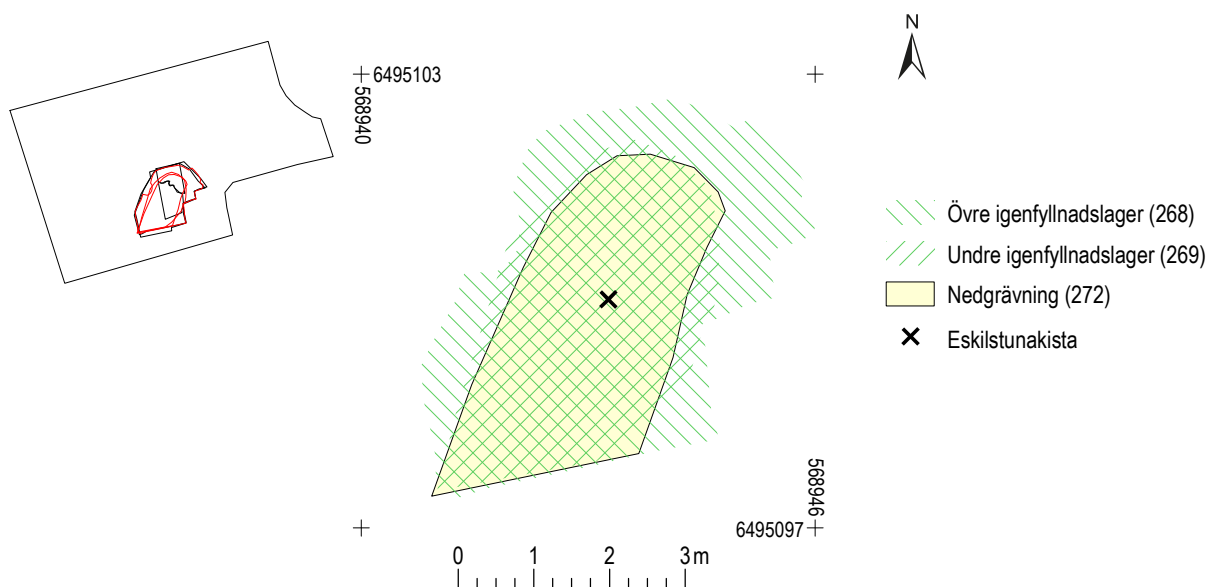 N
6495103
568940
Övre igenfyllnadslager (268)
Undre igenfyllnadslager (269)
Nedgrävning (272)
Eskilstunakista
568946
6495097
0 1 2 3 m